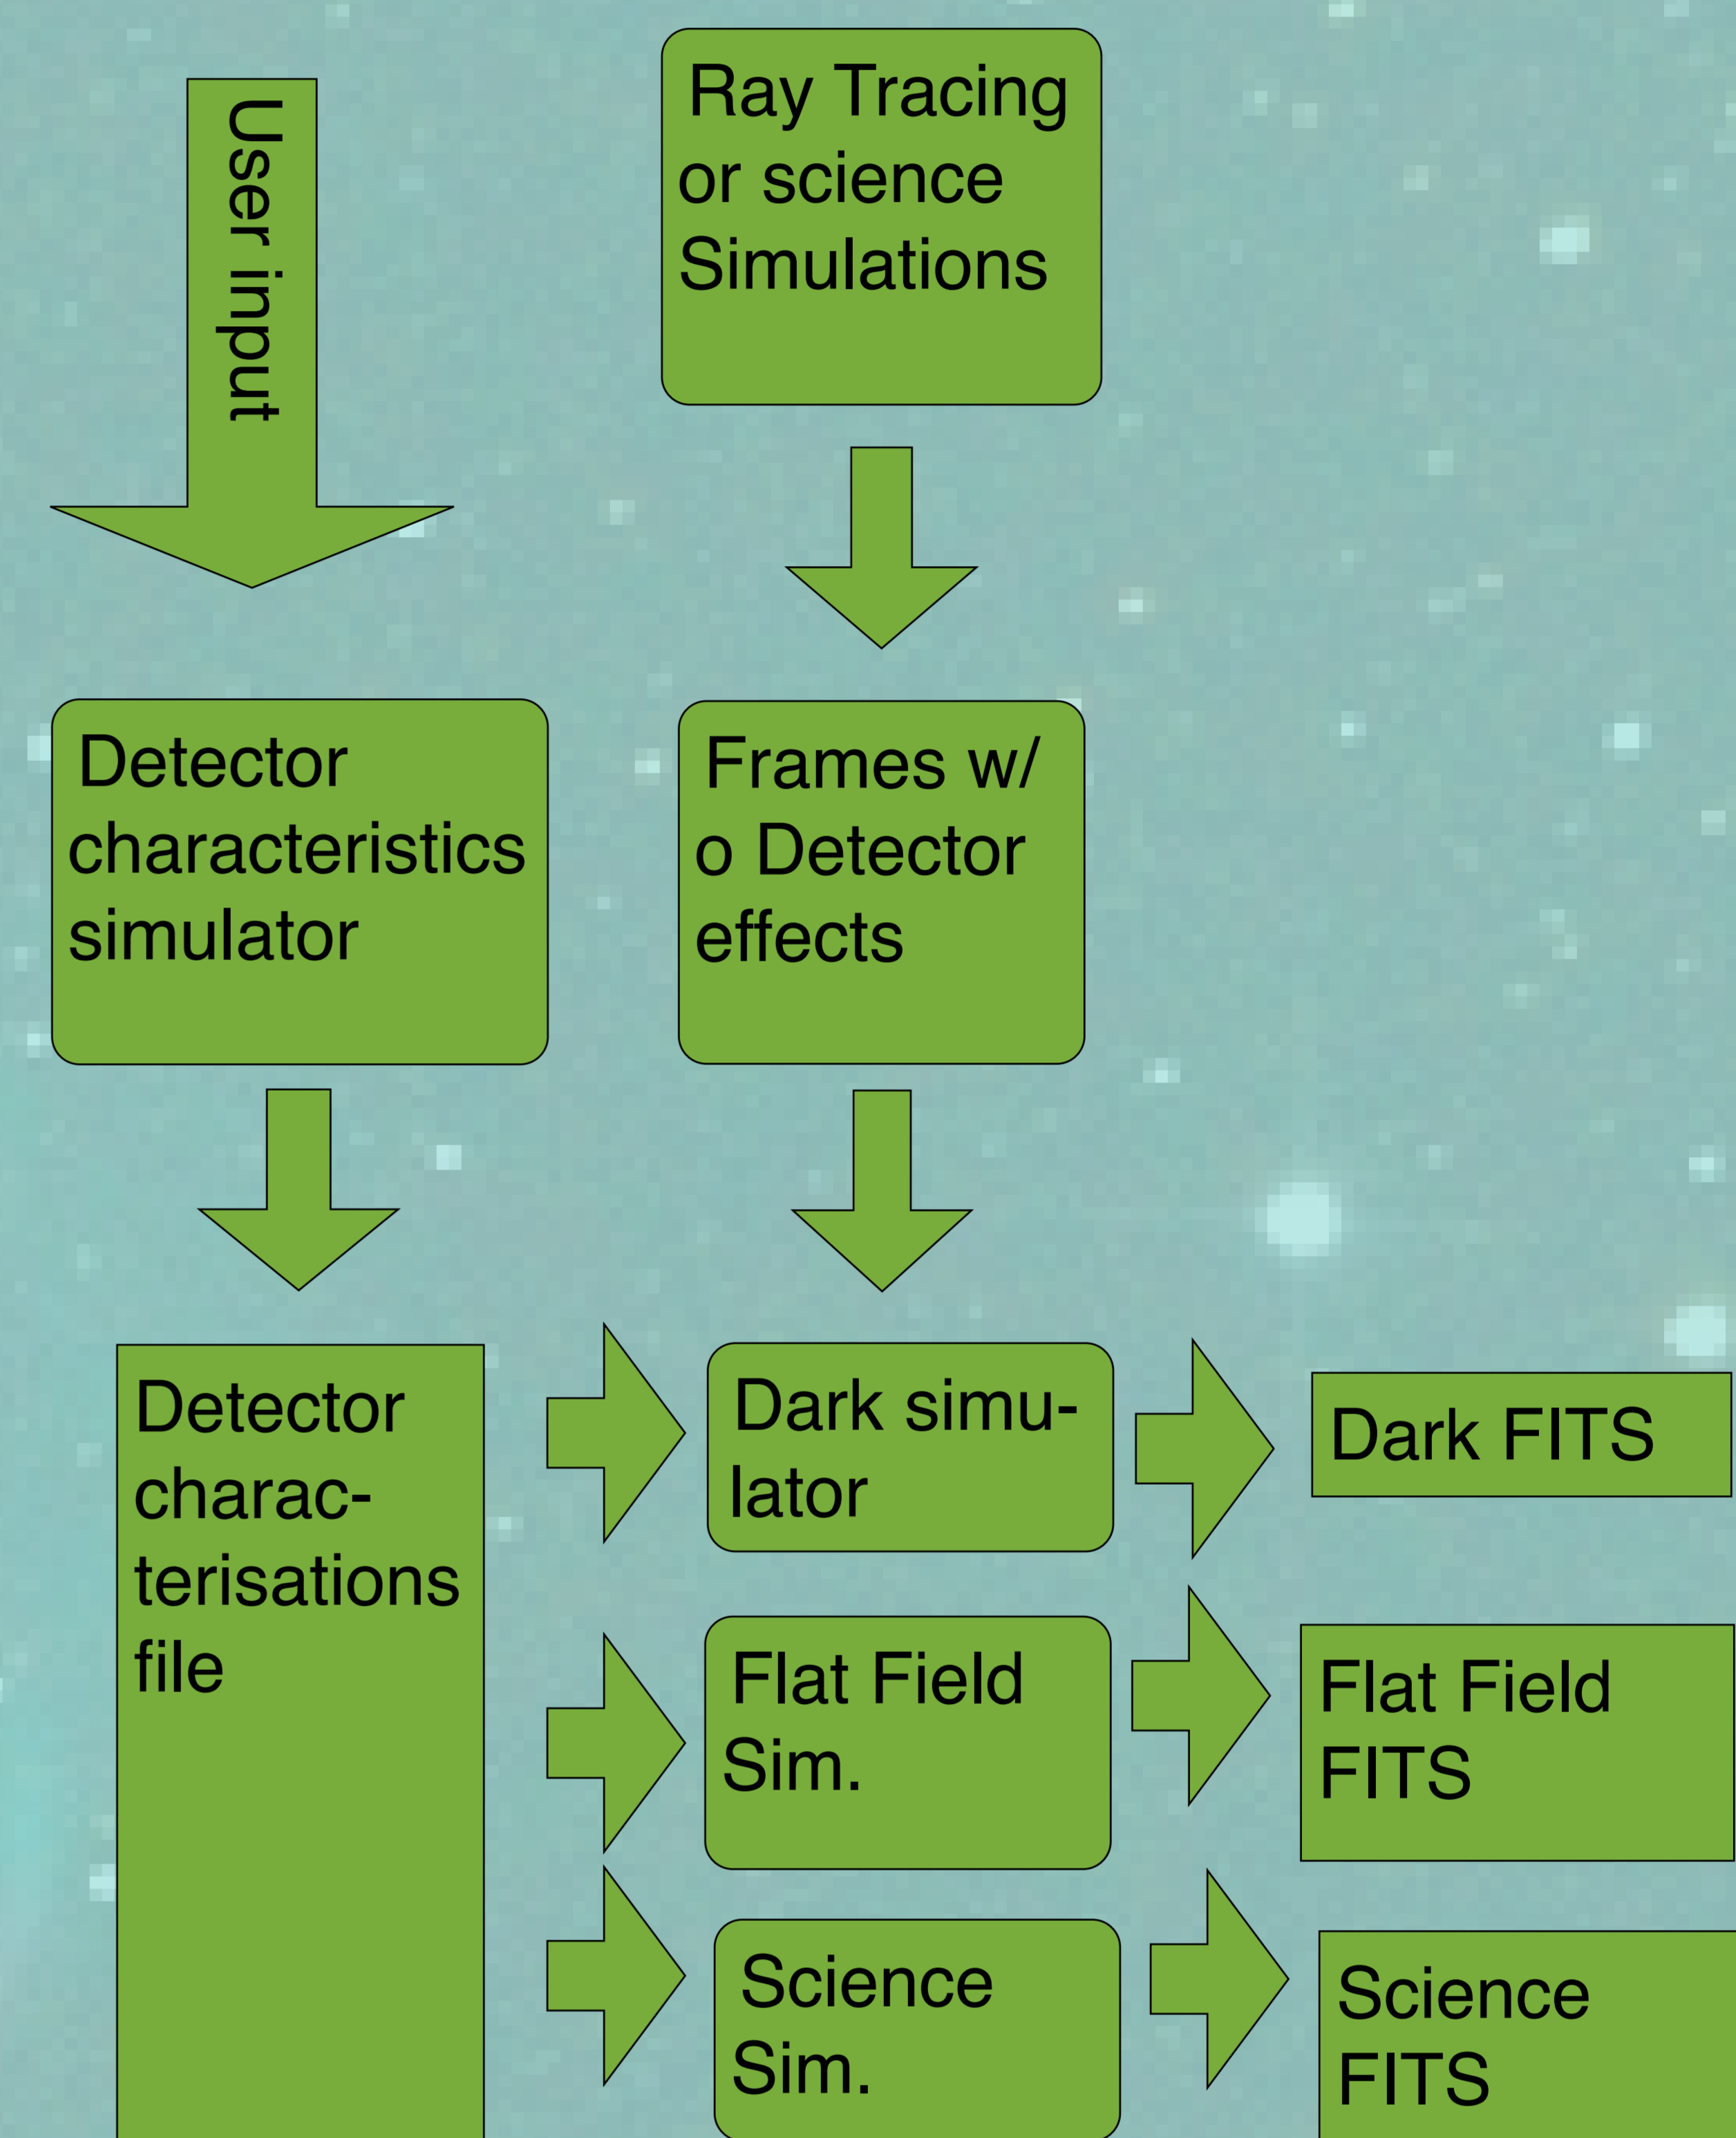 User input
Ray Tracing
or science
Simulations
Detector
characteristics
simulator
Frames w/
o Detector
effects
Detector
charac-
terisations
file
Dark simu-
lator
Dark FITS
Flat Field
Sim.
Flat Field
FITS
Science
Sim.
Science
FITS